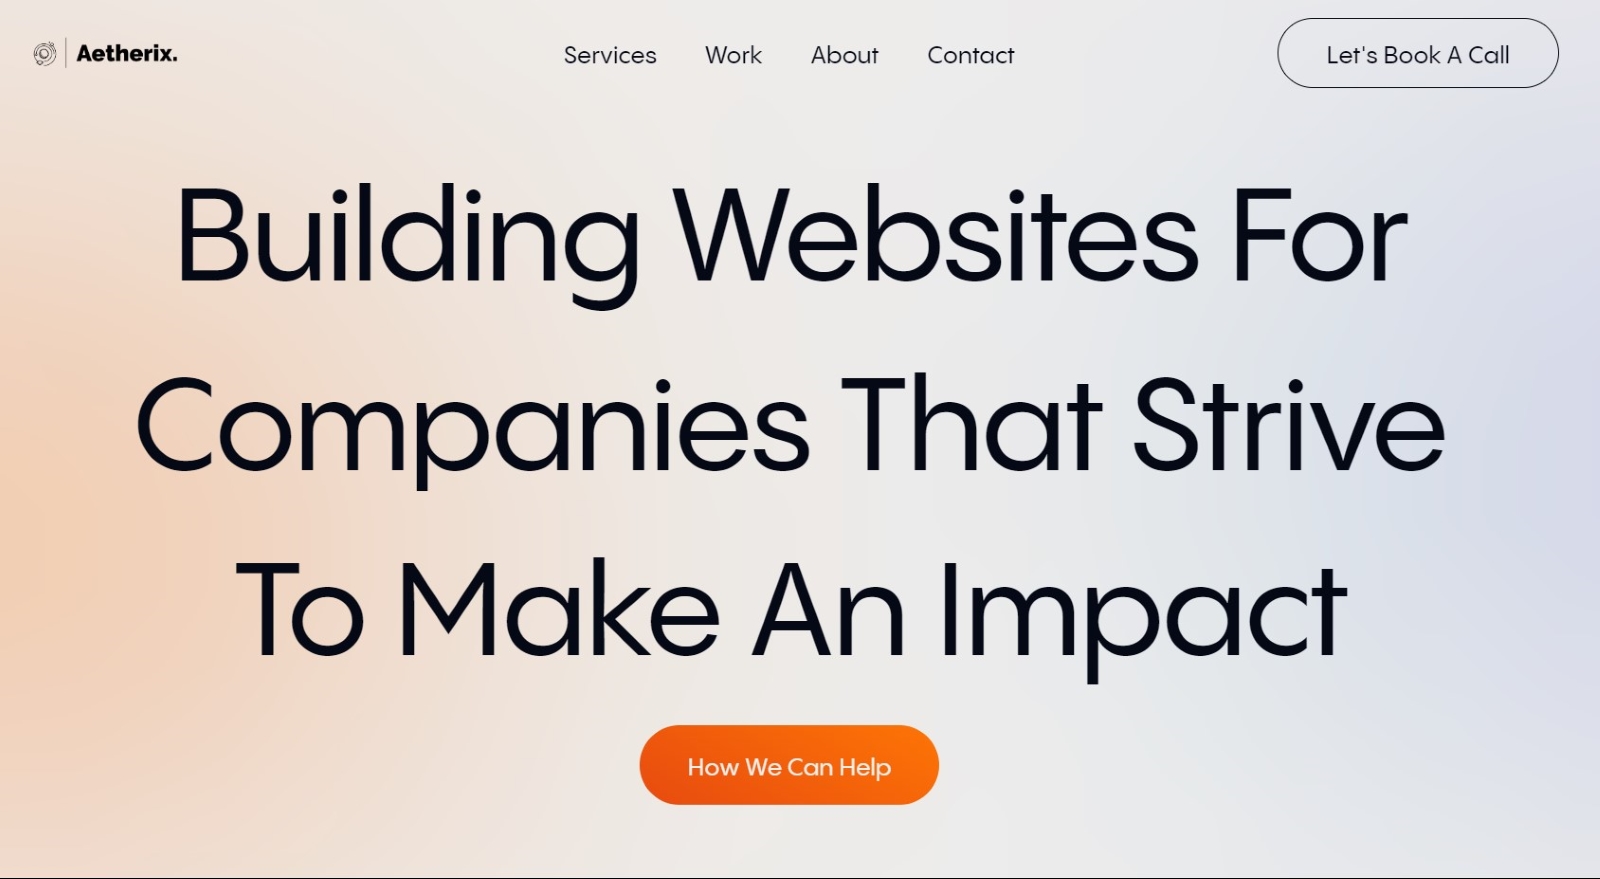 Aetherix.
Services Work About Contact
Let's Book A Call
Building Websites For
Companies That Strive
To Make An Impact
How We Can Help